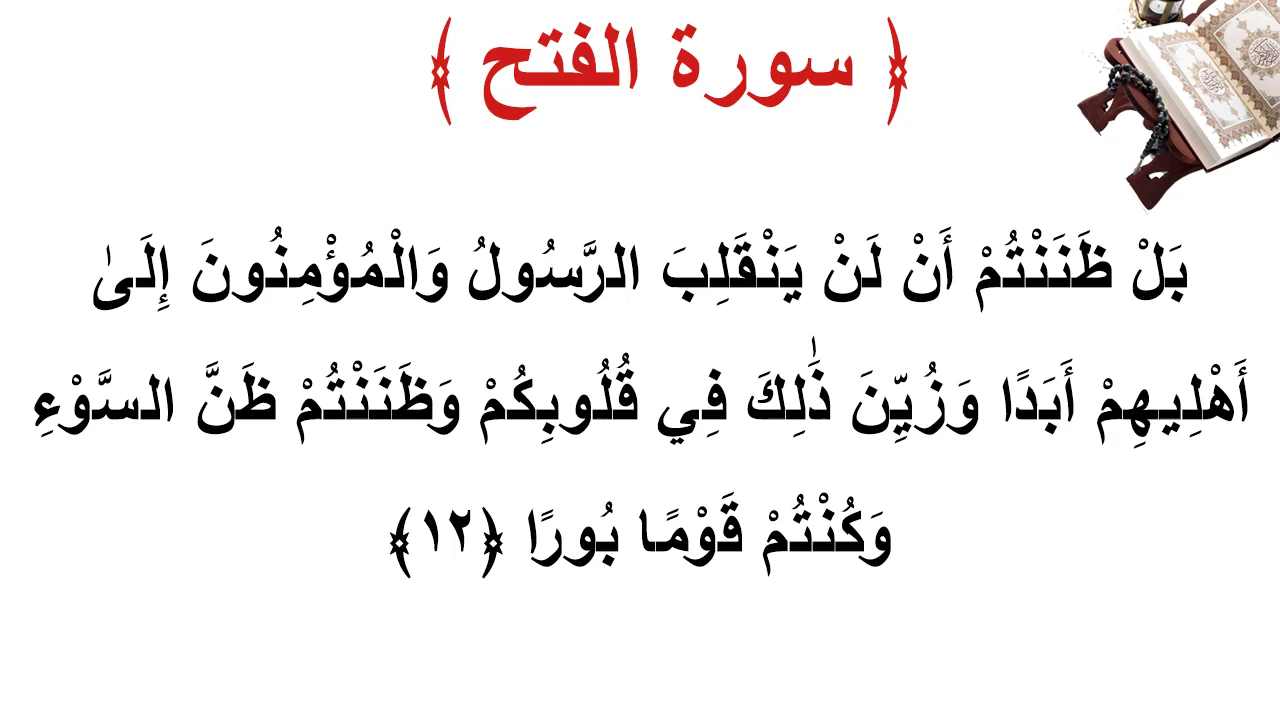 ﴿ سورة الفتح ﴾
بَلْ ظَنَنْتُمْ أَنْ لَنْ يَنْقَلِبَ الرَّسُولُ وَالْمُؤْمِنُونَ إِلَىٰ
أَهْلِيهِمْ أَبَدًا وَزُيِّنَ ذَٰلِكَ فِي قُلُوبِكُمْ وَظَنَنْتُمْ ظَنَّ السَّوْءِ
وَكُنْتُمْ قَوْمًا بُورًا ﴿١٢﴾